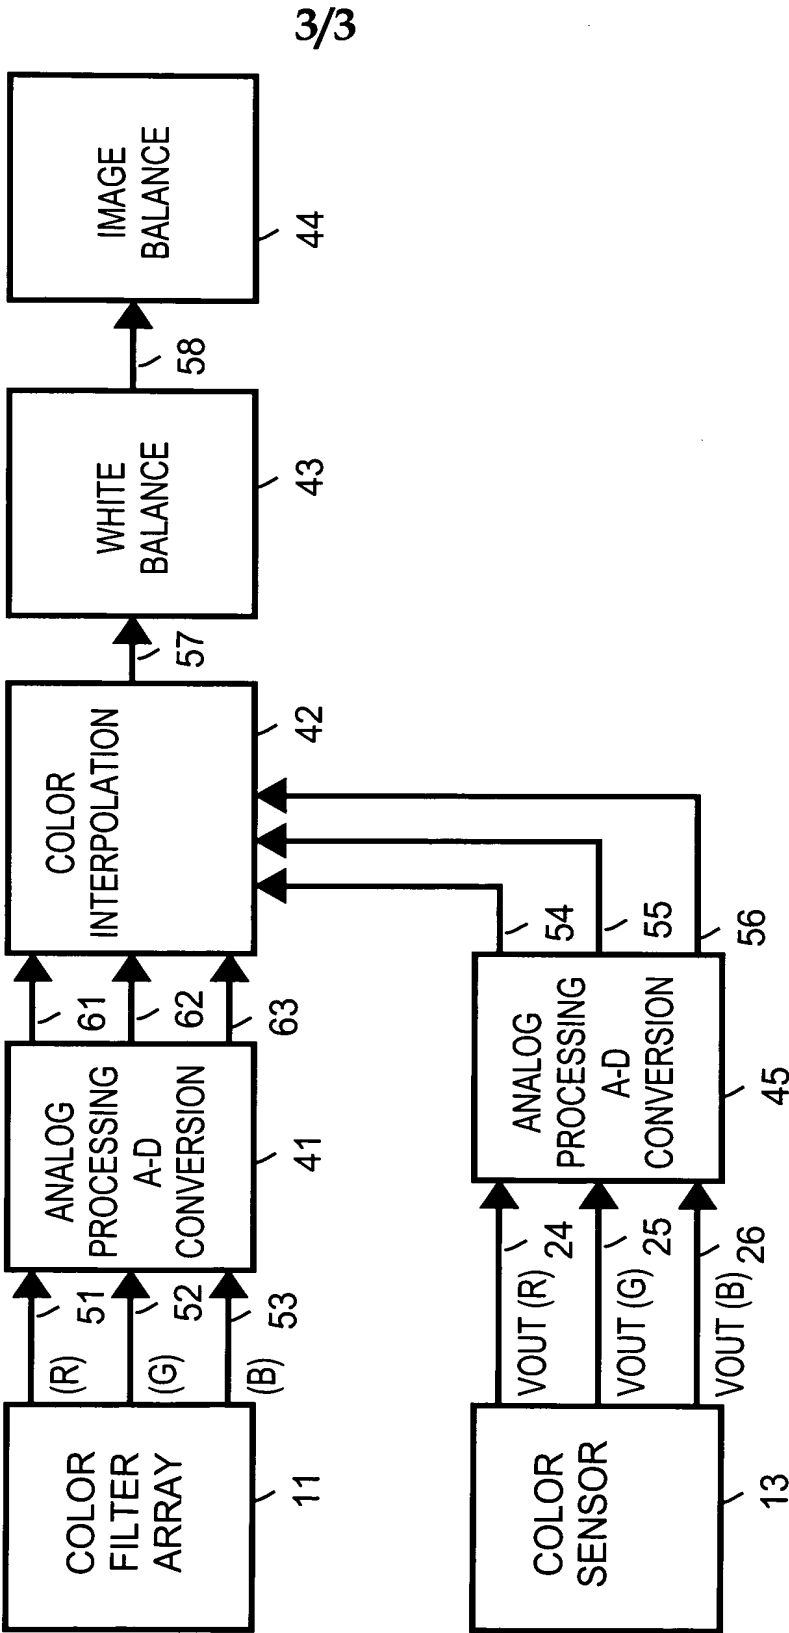 3/3
COLOR
FILTER
ARRAY
11
(R)
51
(G)
52
(B)
53
ANALOG
PROCESSING
A-D
CONVERSION
41
61
62
63
COLOR
INTERPOLATION
42
57
WHITE
BALANCE
43
58
IMAGE
BALANCE
44
COLOR
SENSOR
13
VOUT (R)
24
VOUT (G)
25
VOUT (B)
26
ANALOG
PROCESSING
A-D
CONVERSION
45
54
55
56